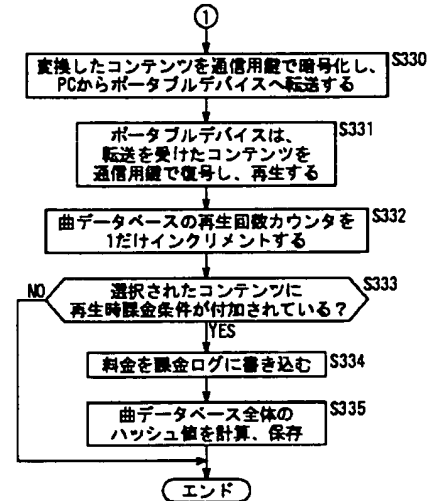 ①
変換したコンテンツを通信用鍵で暗号化し、
PCからポータブルデバイスへ転送する
S330
ポータブルデバイスは、
転送を受けたコンテンツを
通信用鍵で復号し、再生する
S331
曲データベースの再生回数カウンタを
1だけインクリメントする
S332
選択されたコンテンツに
再生時課金条件が付加されている?
S333
NO
YES
料金を課金ログに書き込む
S334
曲データベース全体の
ハッシュ値を計算、保存
S335
エンド